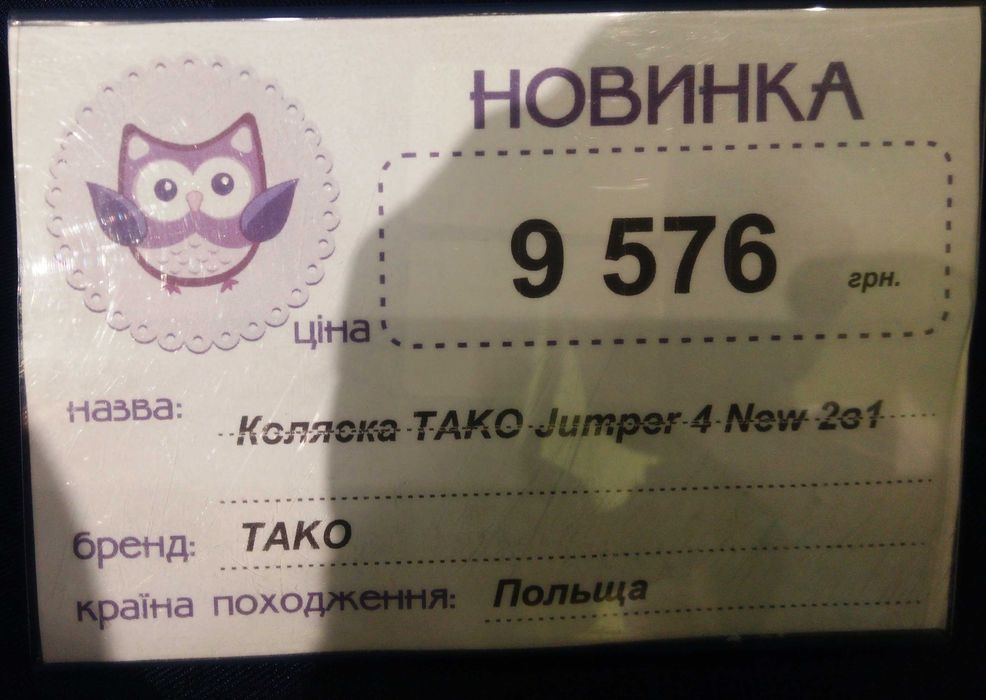 НОВИНКА
9 576 грн.
ціна
назва: Коляска TAKO Jumper 4 New 2в1
бренд: TAKO
країна походження: Польща